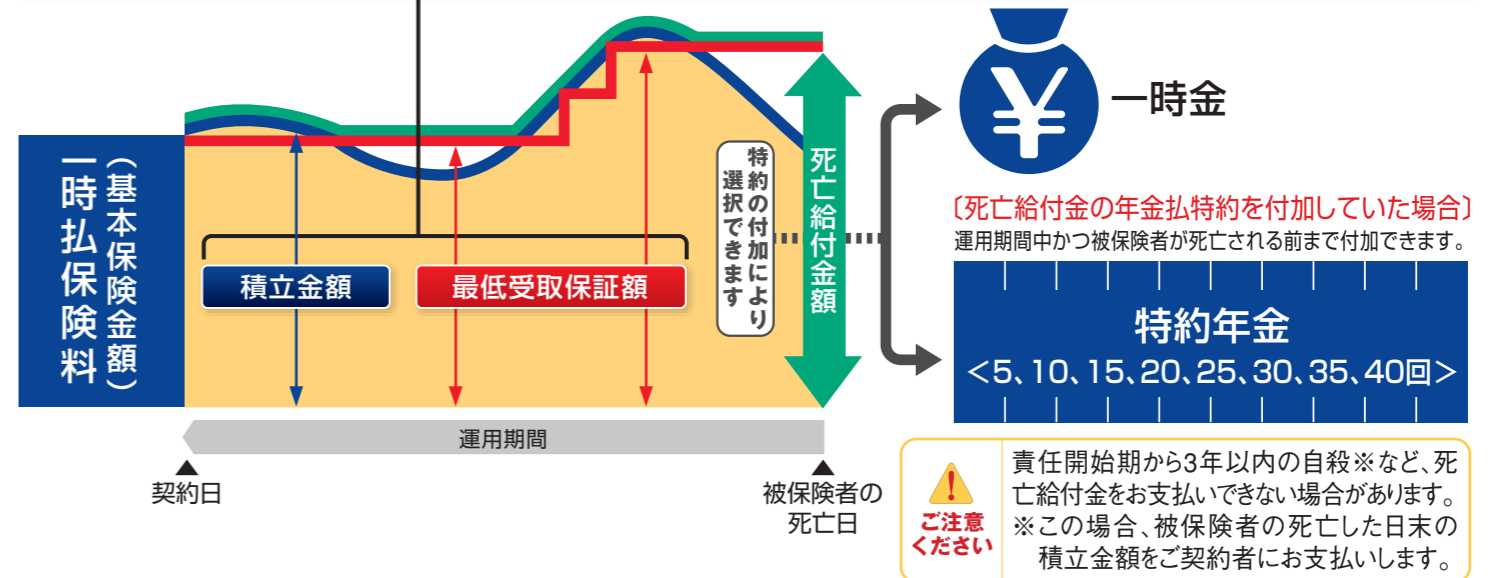 一時払保険料
（基本保険金額）
積立金額
最低受取保証額
特約の付加により
選択できます
死亡給付金額
運用期間
契約日
被保険者の
死亡日
¥
一時金
〔死亡給付金の年金払特約を付加していた場合〕
運用期間中かつ被保険者が死亡される前まで付加できます。
特約年金
<5、10、15、20、25、30、35、40回>
!
ご注意
ください
責任開始期から3年以内の自殺※など、死
亡給付金をお支払いできない場合があります。
※この場合、被保険者の死亡した日末の
積立金額をご契約者にお支払いします。